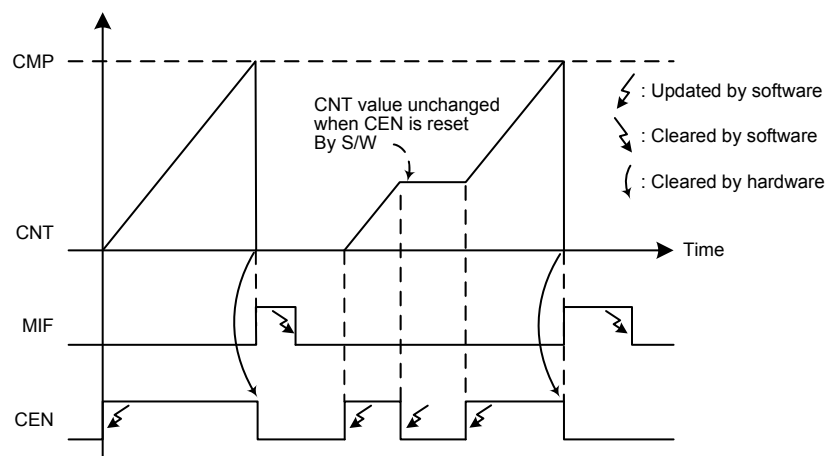 CMP
CNT value unchanged
when CEN is reset
By S/W
: Updated by software
: Cleared by software
: Cleared by hardware
CNT
Time
MIF
CEN